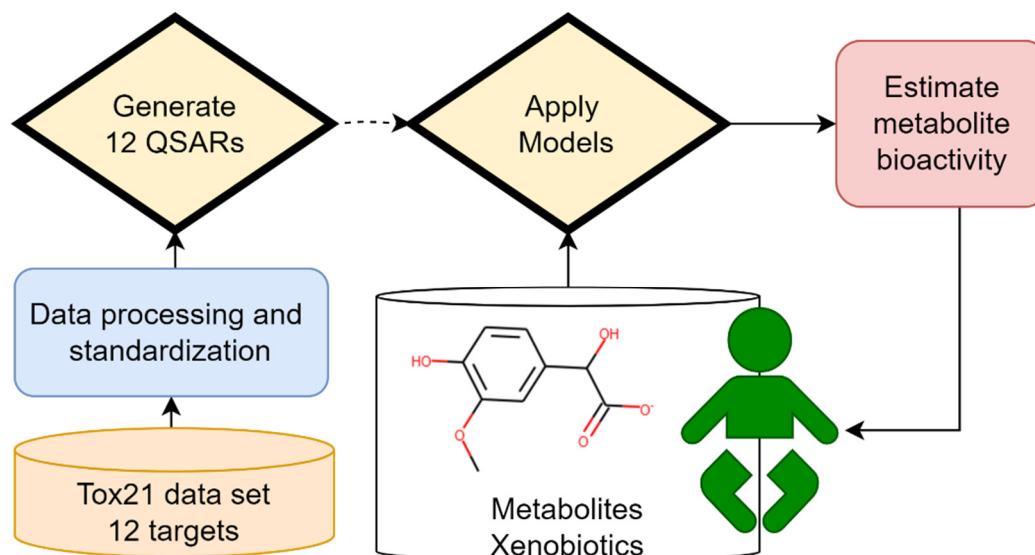 Generate
12 QSARs
Apply
Models
Estimate
metabolite
bioactivity
Data processing and
standardization
Tox21 data set
12 targets
HO
OH
O
O
O-
Metabolites
Xenobiotics